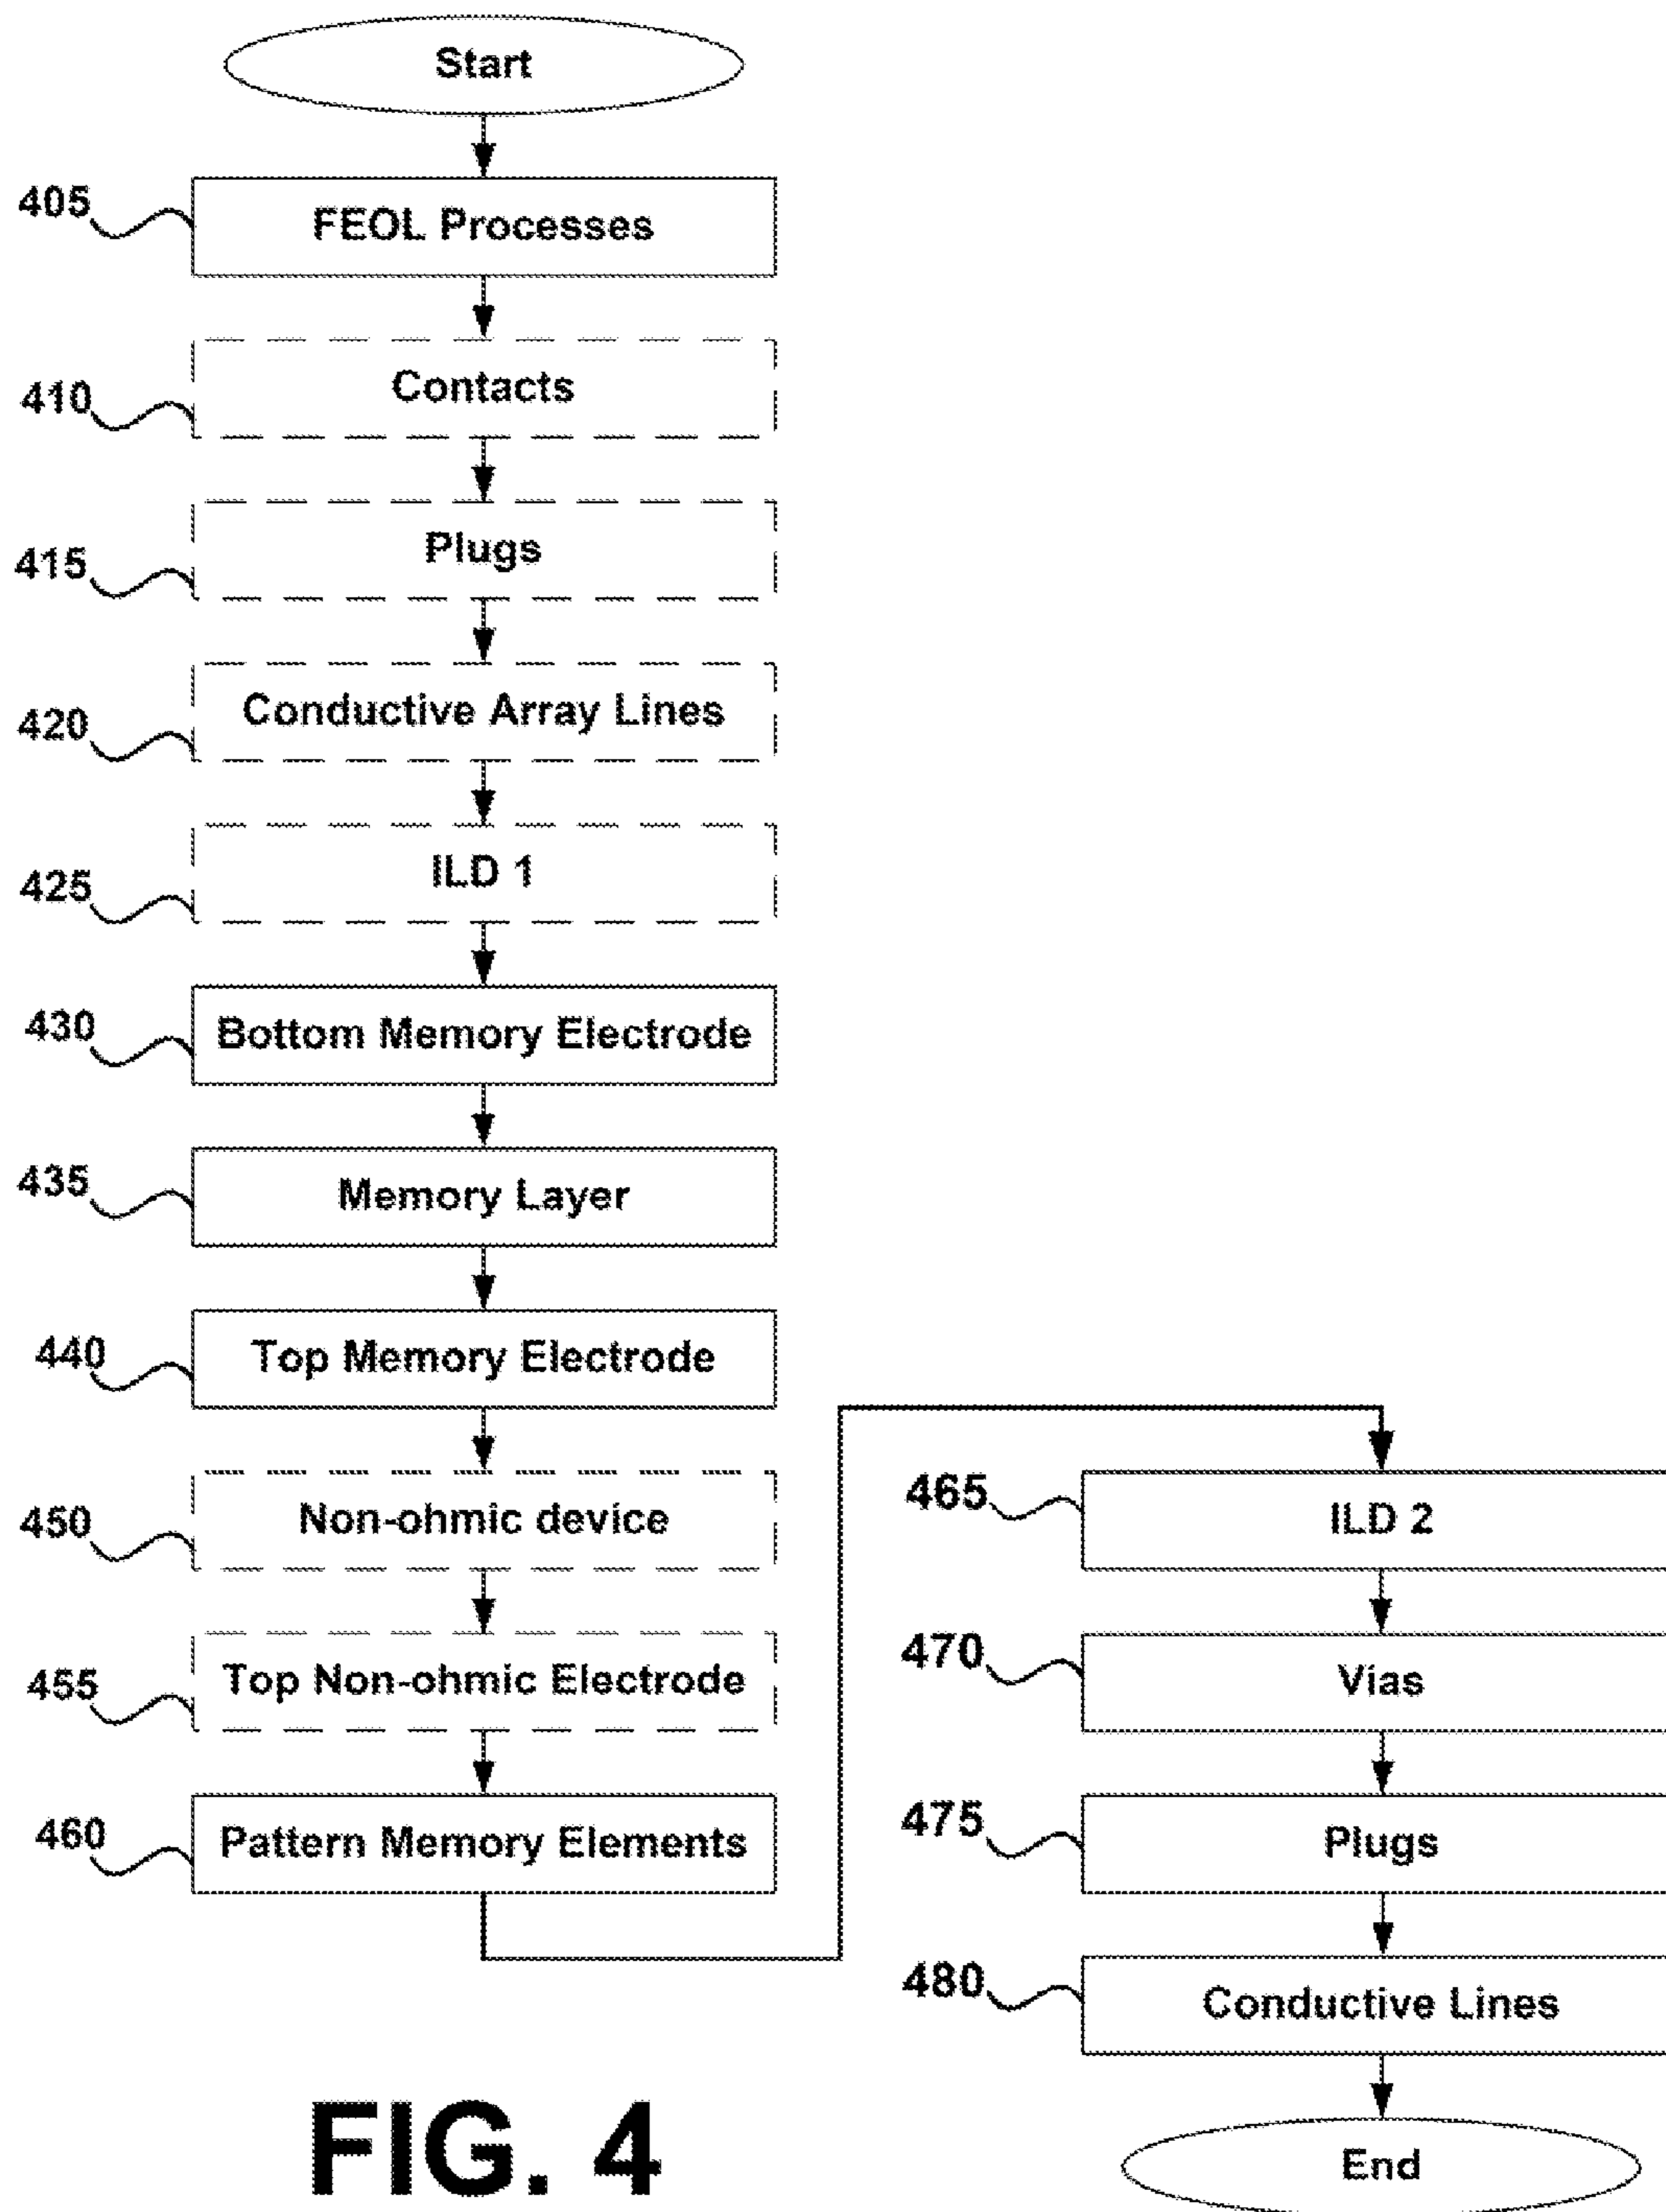 Start
405
FEOL Processes
410
Contacts
415
Plugs
420
Conductive Array Lines
425
ILD 1
430
Bottom Memory Electrode
435
Memory Layer
440
Top Memory Electrode
450
Non-ohmic device
455
Top Non-ohmic Electrode
460
Pattern Memory Elements
465
ILD 2
470
Vias
475
Plugs
480
Conductive Lines
End
FIG. 4